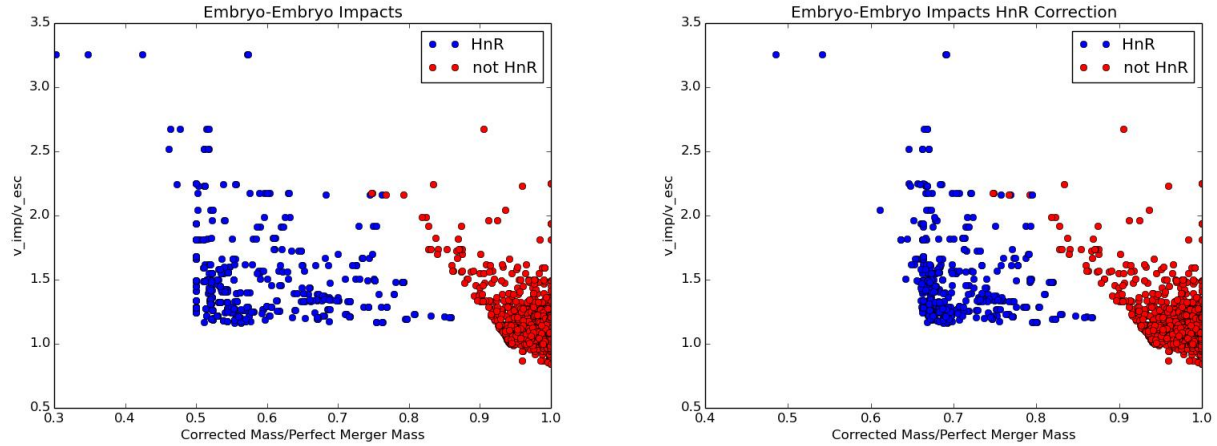 Embryo-Embryo Impacts
3.5
3.0
2.5
2.0
1.5
1.0
0.5
v_imp/v_esc
HnR
not HnR
0.3 0.4 0.5 0.6 0.7 0.8 0.9 1.0
Corrected Mass/Perfect Merger Mass
Embryo-Embryo Impacts HnR Correction
3.5
3.0
2.5
2.0
1.5
1.0
0.5
v_imp/v_esc
HnR
not HnR
0.4 0.5 0.6 0.7 0.8 0.9 1.0
Corrected Mass/Perfect Merger Mass